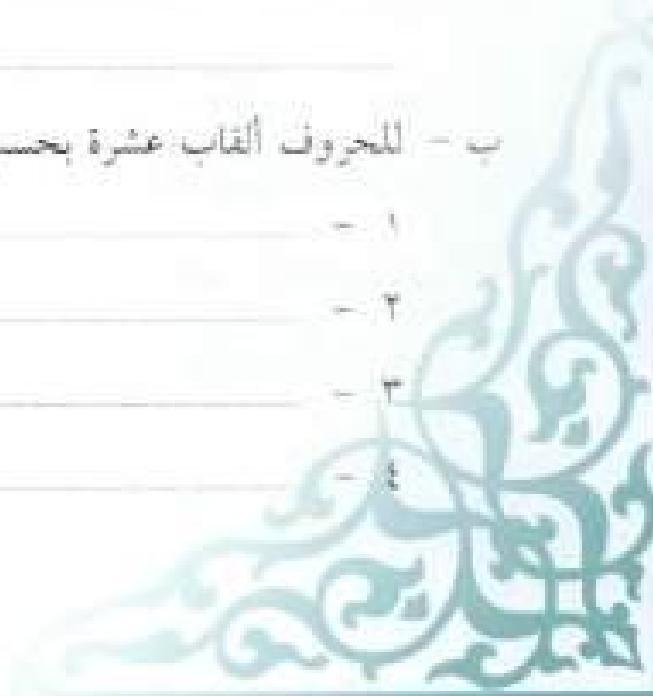 ب - للحروف ألقاب عشرة بحسب
١ -
٢ -
٣ -
٤ -